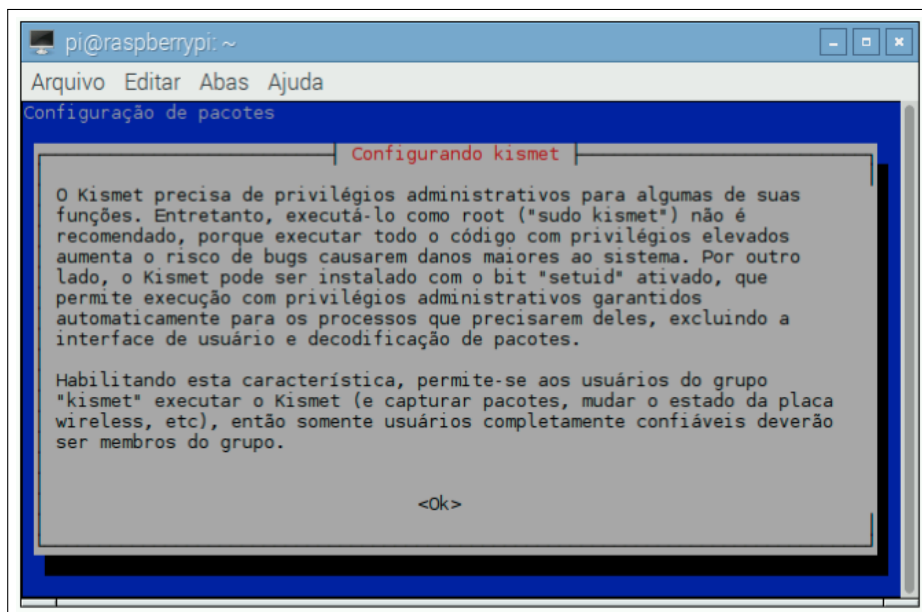 pi@raspberrypi: ~
Arquivo Editar Abas Ajuda
Configuração de pacotes
Configurando kismet
O Kismet precisa de privilégios administrativos para algumas de suas
funções. Entretanto, executá-lo como root ("sudo kismet") não é
recomendado, porque executar todo o código com privilégios elevados
aumenta o risco de bugs causarem danos maiores ao sistema. Por outro
lado, o Kismet pode ser instalado com o bit "setuid" ativado, que
permite execução com privilégios administrativos garantidos
automaticamente para os processos que precisarem deles, excluindo a
interface de usuário e decodificação de pacotes.
Habilitando esta característica, permite-se aos usuários do grupo
"kismet" executar o Kismet (e capturar pacotes, mudar o estado da placa
wireless, etc), então somente usuários completamente confiáveis deverão
ser membros do grupo.
<Ok>